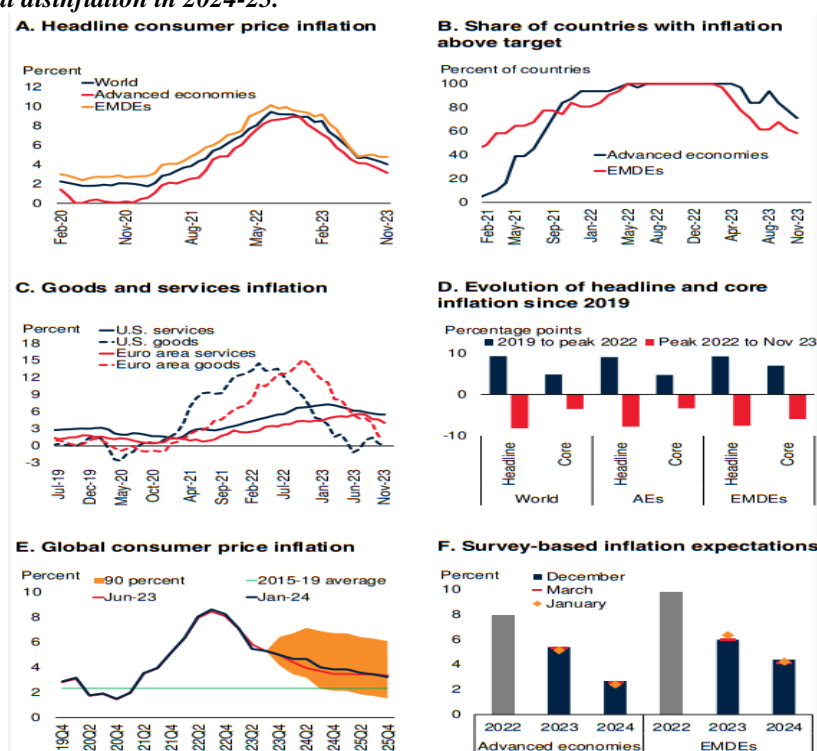 al disinflation in 2024-25.
A. Headline consumer price inflation
Percent
World
Advanced economies
EMDEs
12
10
8
6
4
2
0
Feb-20
Nov-20
Aug-21
May-22
Feb-23
Nov-23
B. Share of countries with inflation
above target
Percent of countries
100
80
60
40
20
0
Advanced economies
EMDEs
Feb-21
May-21
Sep-21
Jan-22
May-22
Aug-22
Dec-22
Apr-23
Aug-23
Nov-23
C. Goods and services inflation
Percent
U.S. services
U.S. goods
Euro area services
Euro area goods
18
15
12
9
6
3
0
-3
Jul-19
Dec-19
May-20
Oct-20
Apr-21
Sep-21
Feb-22
Jul-22
Jan-23
Jun-23
Nov-23
D. Evolution of headline and core
inflation since 2019
Percentage points
2019 to peak 2022
Peak 2022 to Nov 23
10
0
-10
Headline
Core
Headline
Core
Headline
Core
World
AEs
EMDEs
E. Global consumer price inflation
Percent
90 percent
2015-19 average
Jun-23
Jan-24
10
8
6
4
2
0
19Q4
20Q2
20Q4
21Q2
21Q4
22Q2
22Q4
23Q2
23Q4
24Q2
24Q4
25Q2
25Q4
F. Survey-based inflation expectations
Percent
December
March
January
10
8
6
4
2
0
2022
2023
2024
2022
2023
2024
Advanced economies
EMDEs